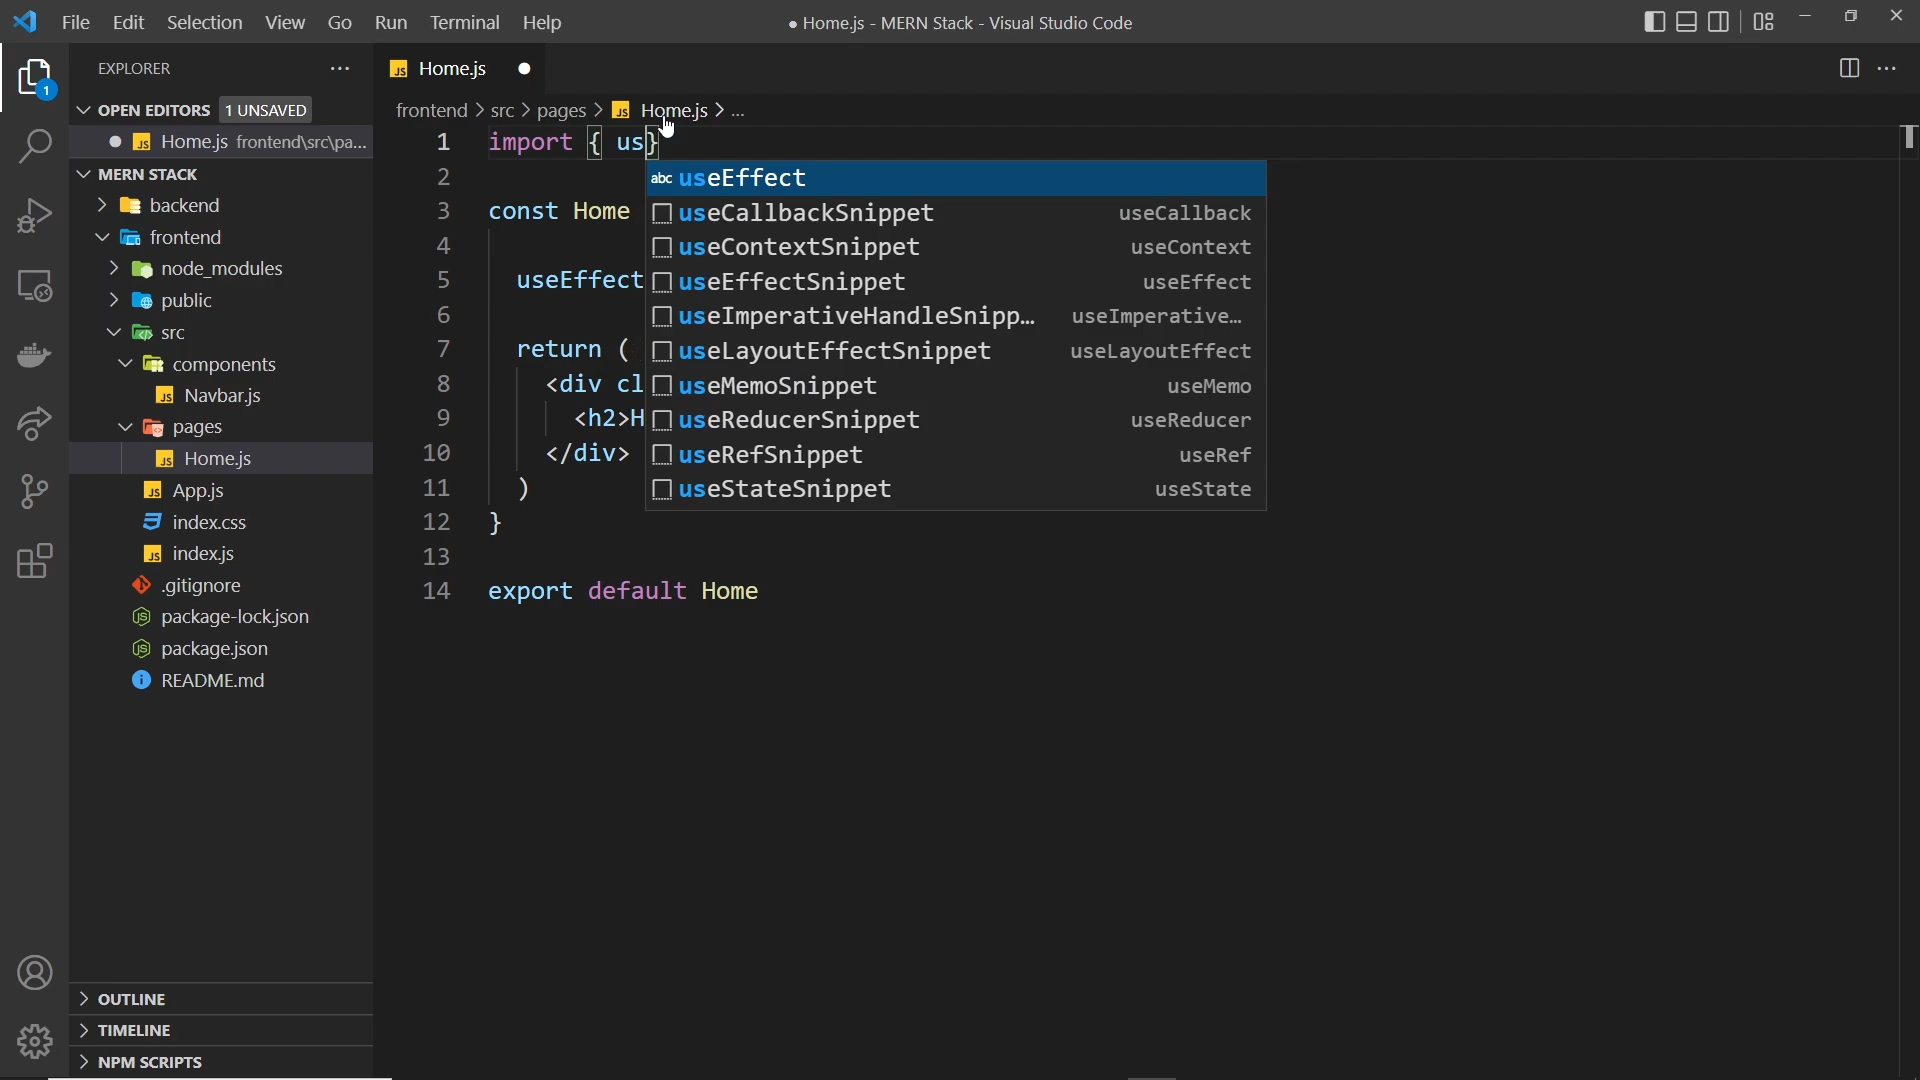 File Edit Selection View Go Run Terminal Help ● Home.js - MERN Stack - Visual Studio Code
EXPLORER
OPEN EDITORS 1 UNSAVED
Home.js frontend\src\pa...
MERN STACK
backend
frontend
node_modules
public
src
components
Navbar.js
pages
Home.js
App.js
index.css
index.js
.gitignore
package-lock.json
package.json
README.md
OUTLINE
TIMELINE
NPM SCRIPTS
1
JS Home.js
frontend > src > pages > JS Home.js > ...
1 import { us}
2
3 const Home
4
5 useEffect
6
7 return (
8 <div cl
9 <h2>H
10 </div>
11 )
12 }
13
14 export default Home
abc useEffect
useCallbackSnippet useCallback
useContextSnippet useContext
useEffectSnippet useEffect
useImperativeHandleSnipp... useImperative...
useLayoutEffectSnippet useLayoutEffect
useMemoSnippet useMemo
useReducerSnippet useReducer
useRefSnippet useRef
useStateSnippet useState